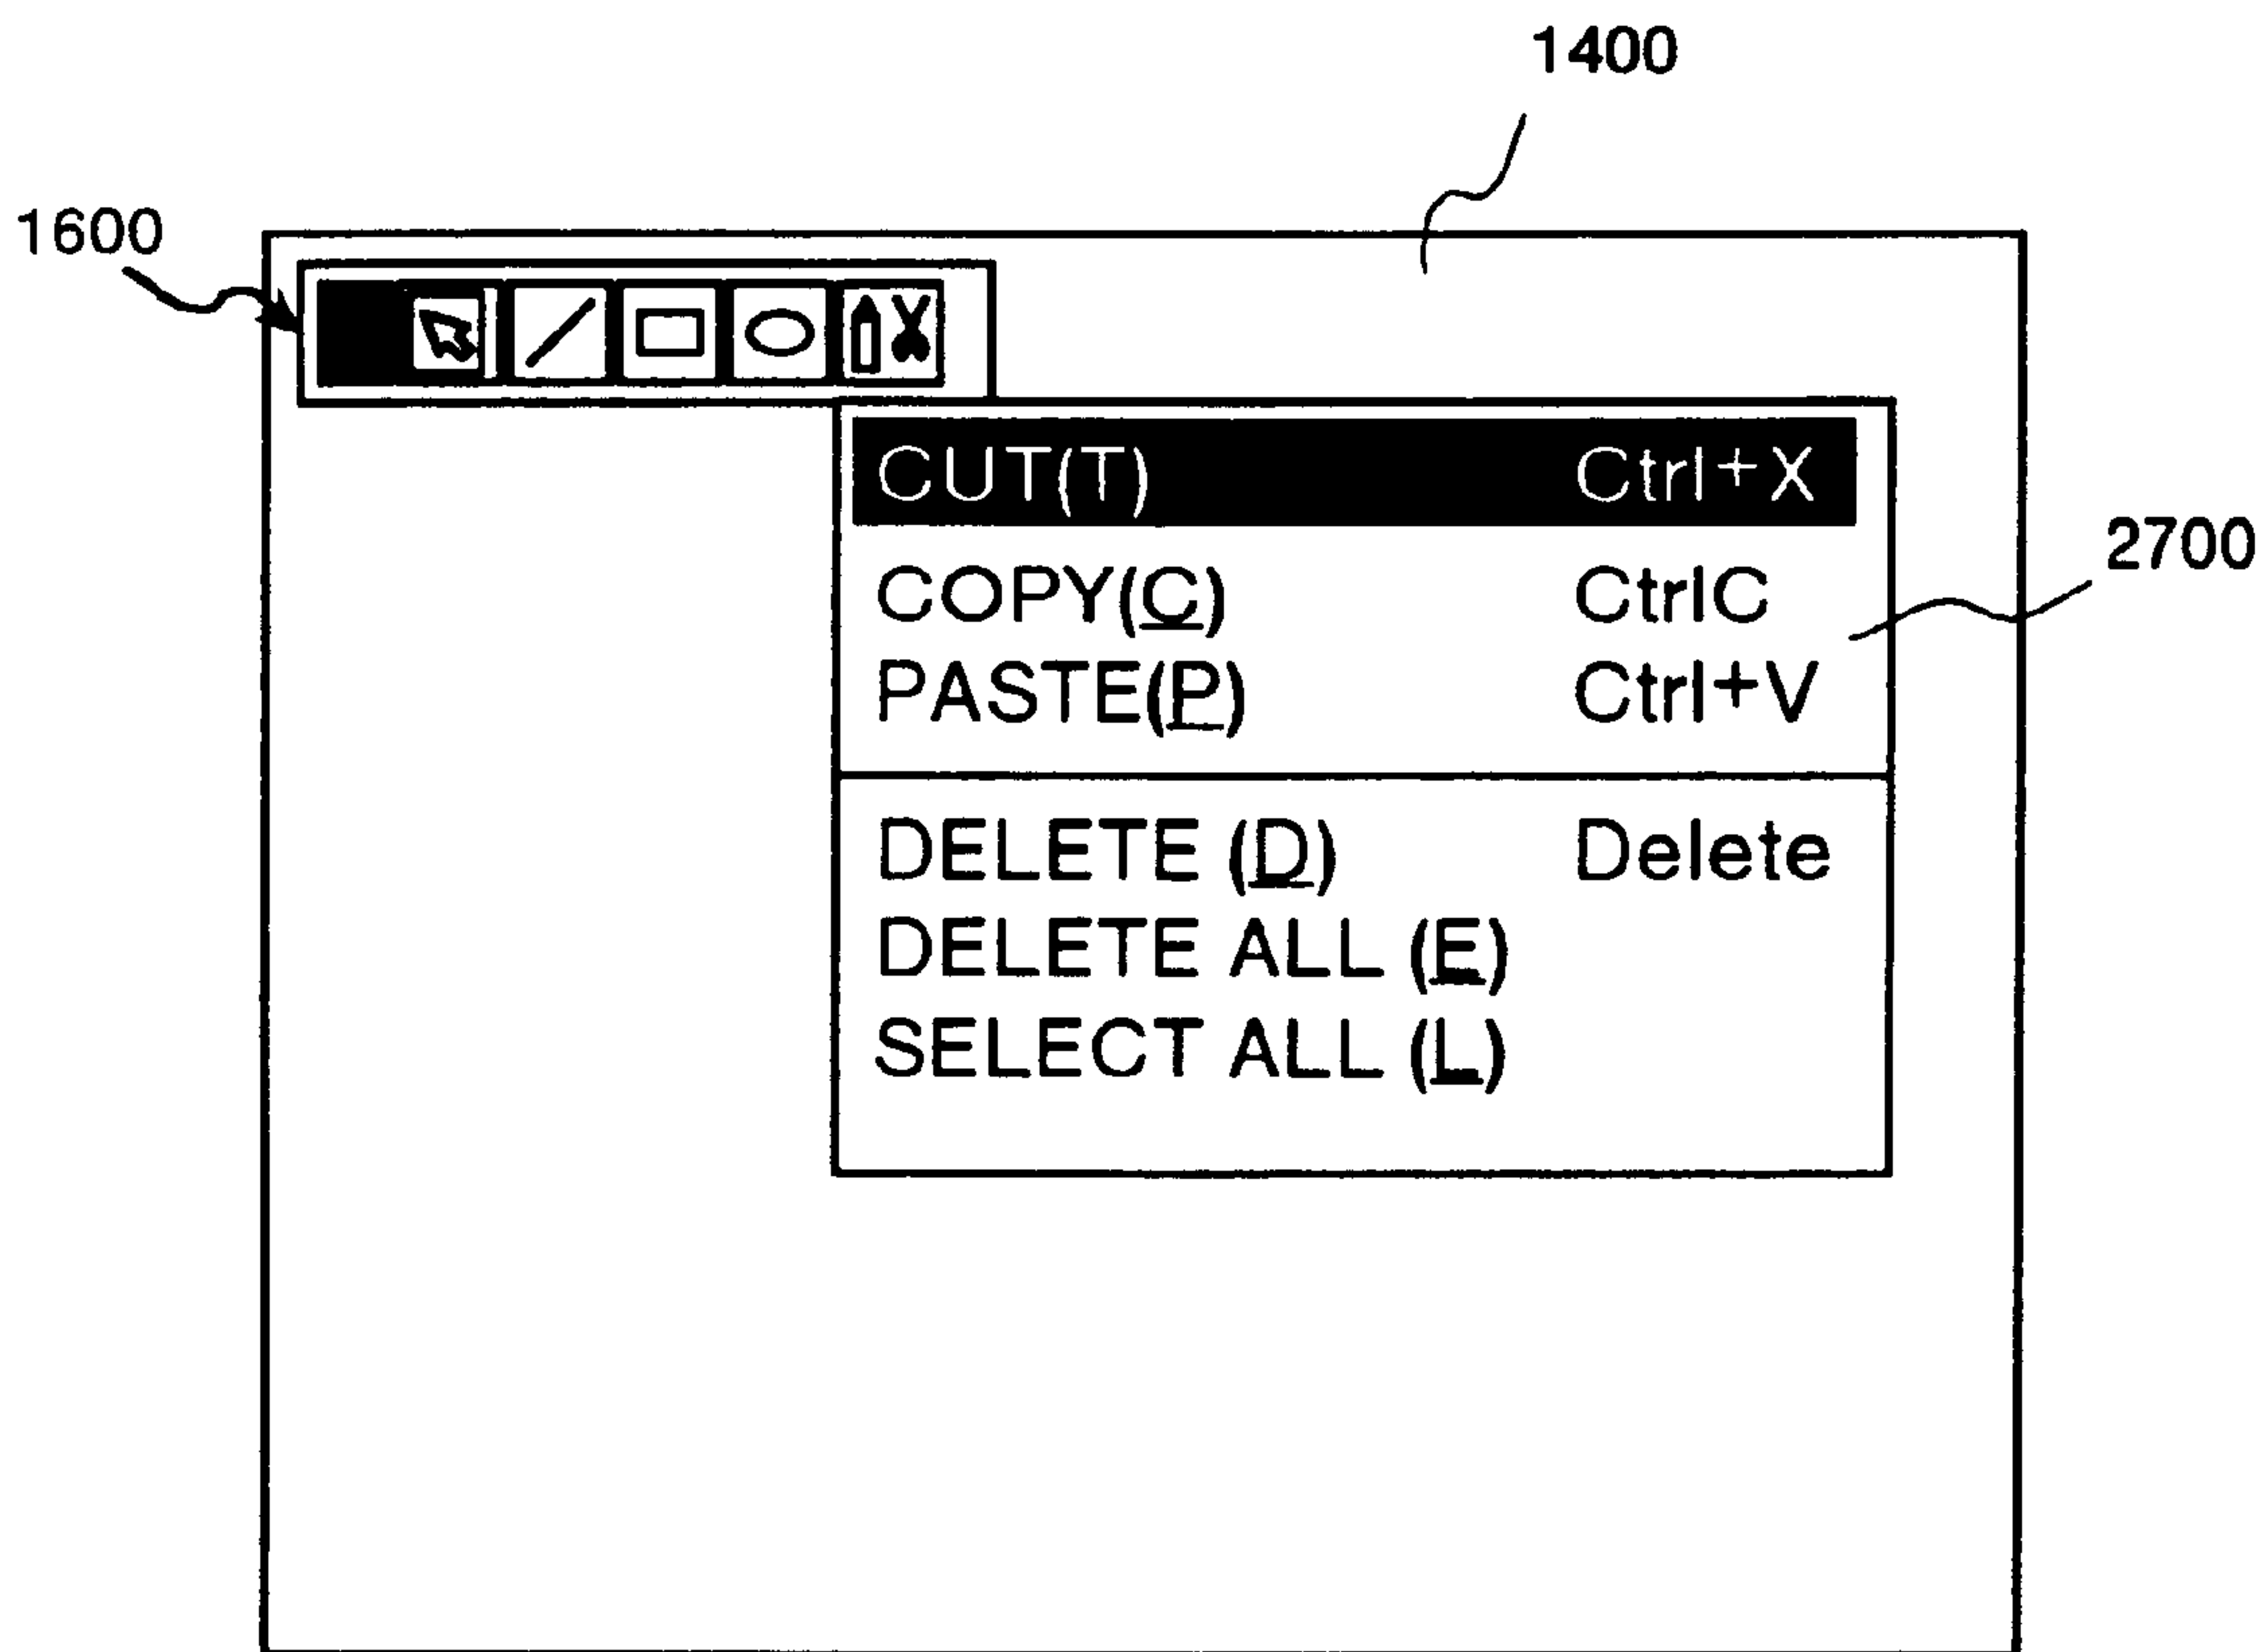 1400
1600
CUT(T) Ctrl+X
COPY(C) CtrlC
2700
PASTE(P) Ctrl+V
DELETE (D) Delete
DELETE ALL (E)
SELECT ALL (L)